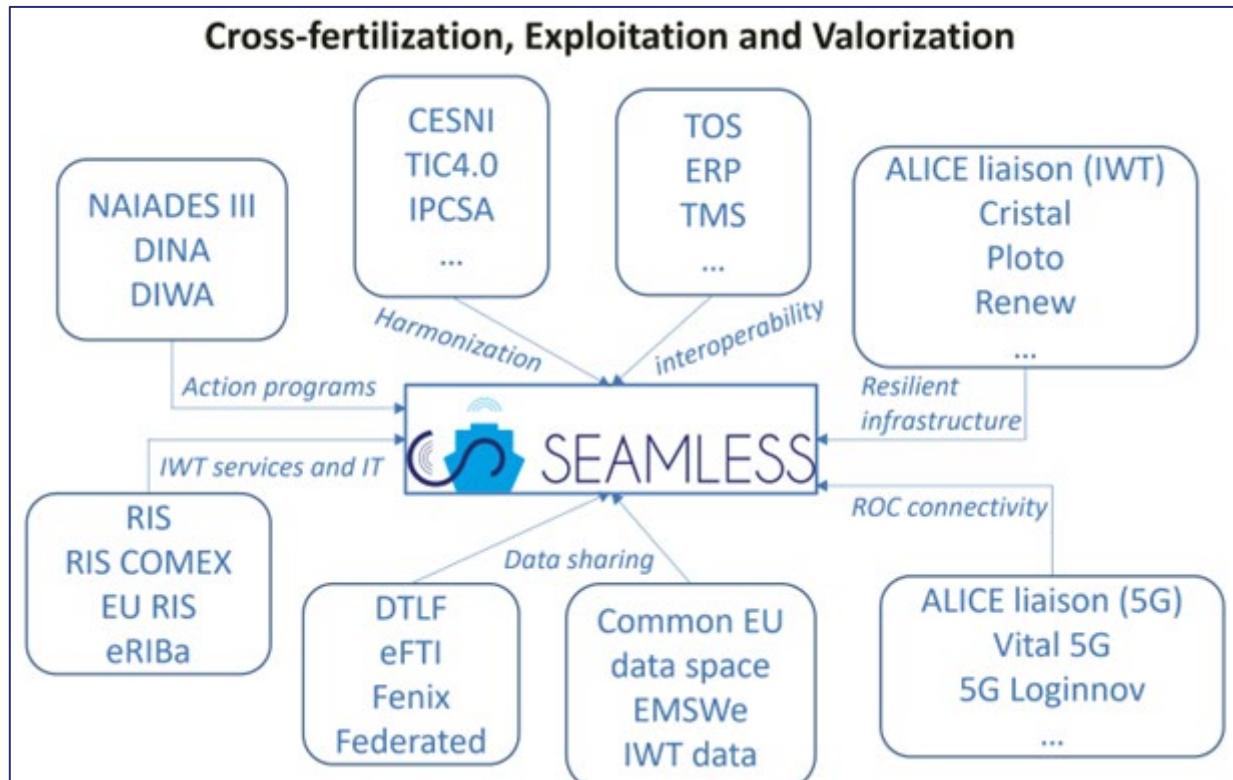 Cross-fertilization, Exploitation and Valorization
CESNI
TIC4.0
IPCSA
...
TOS
ERP
TMS
...
NAIADES III
DINA
DIWA
ALICE liaison (IWT)
Cristal
Ploto
Renew
...
Harmonization
interoperability
Action programs
Resilient
infrastructure
SEAMLESS
IWT services and IT
ROC connectivity
RIS
RIS COMEX
EU RIS
eRIBa
Data sharing
DTLF
eFTI
Fenix
Federated
Common EU
data space
EMSWe
IWT data
ALICE liaison (5G)
Vital 5G
5G Loginnov
...